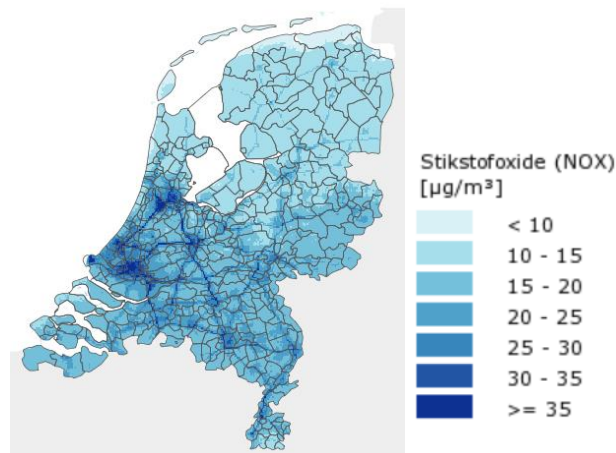 Stikstofoxide (NOX)
[µg/m³]
< 10
10 - 15
15 - 20
20 - 25
25 - 30
30 - 35
>= 35